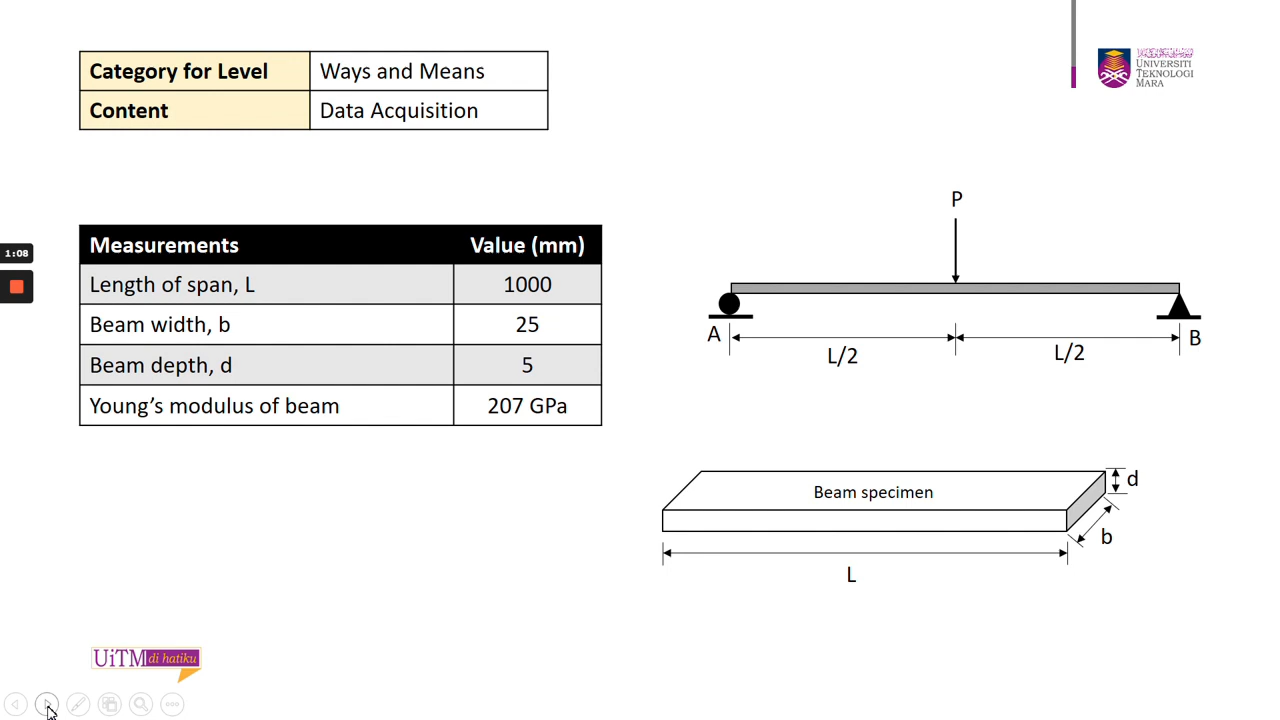 Category for Level Ways and Means
Content Data Acquisition
UNIVERSITI
TEKNOLOGI
MARA
1:08
Measurements Value (mm)
Length of span, L 1000
Beam width, b 25
Beam depth, d 5
Young's modulus of beam 207 GPa
P
A B
L/2 L/2
Beam specimen
d
b
L
UiTM di hatiku